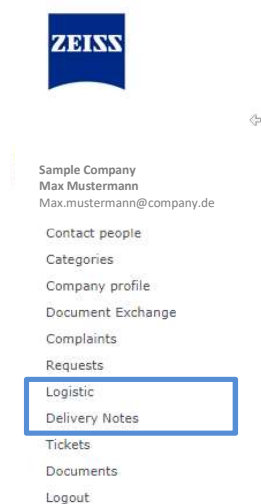 ZEISS
Sample Company
Max Mustermann
Max.mustermann@company.de
Contact people
Categories
Company profile
Document Exchange
Complaints
Requests
Logistic
Delivery Notes
Tickets
Documents
Logout